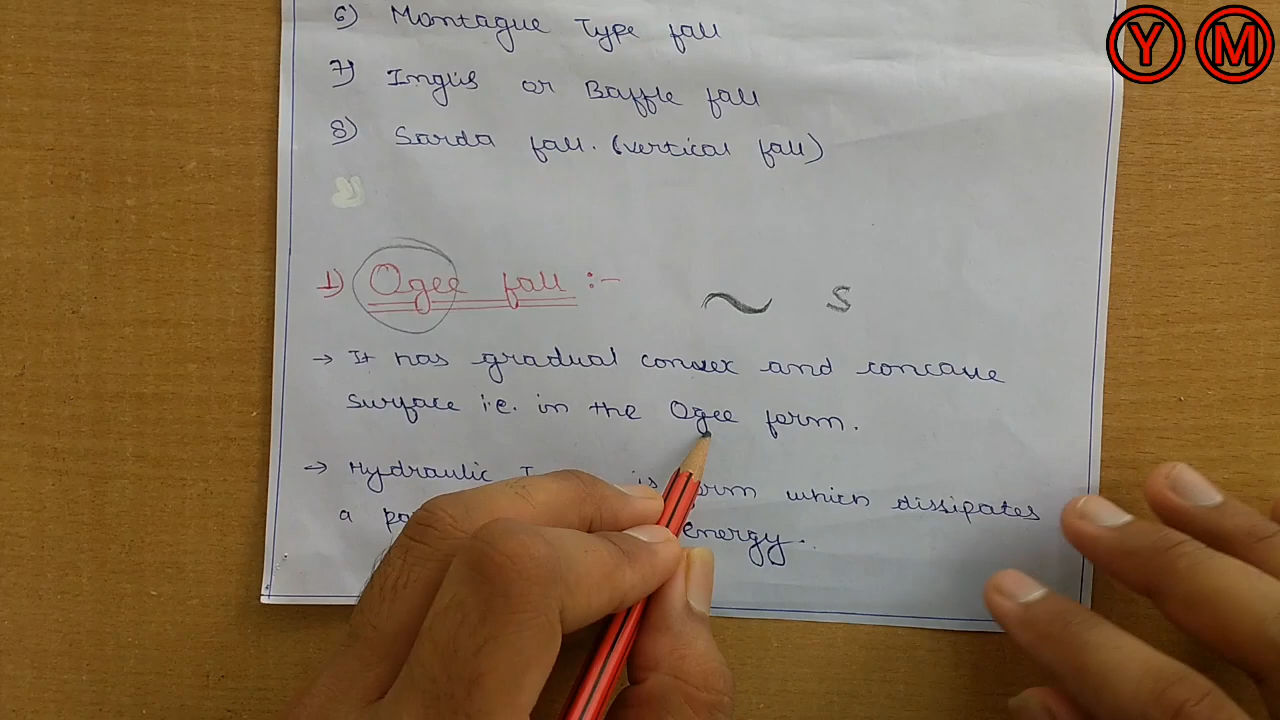 6) Montague Type fall
7) Inglis or Baffle fall
8) Sarda fall. (vertical fall)
1) Ogee fall :-
S
→ It has gradual convex and concave
surface i.e. in the Ogee form.
→ Hydraulic is which dissipates
a energy.
Y M